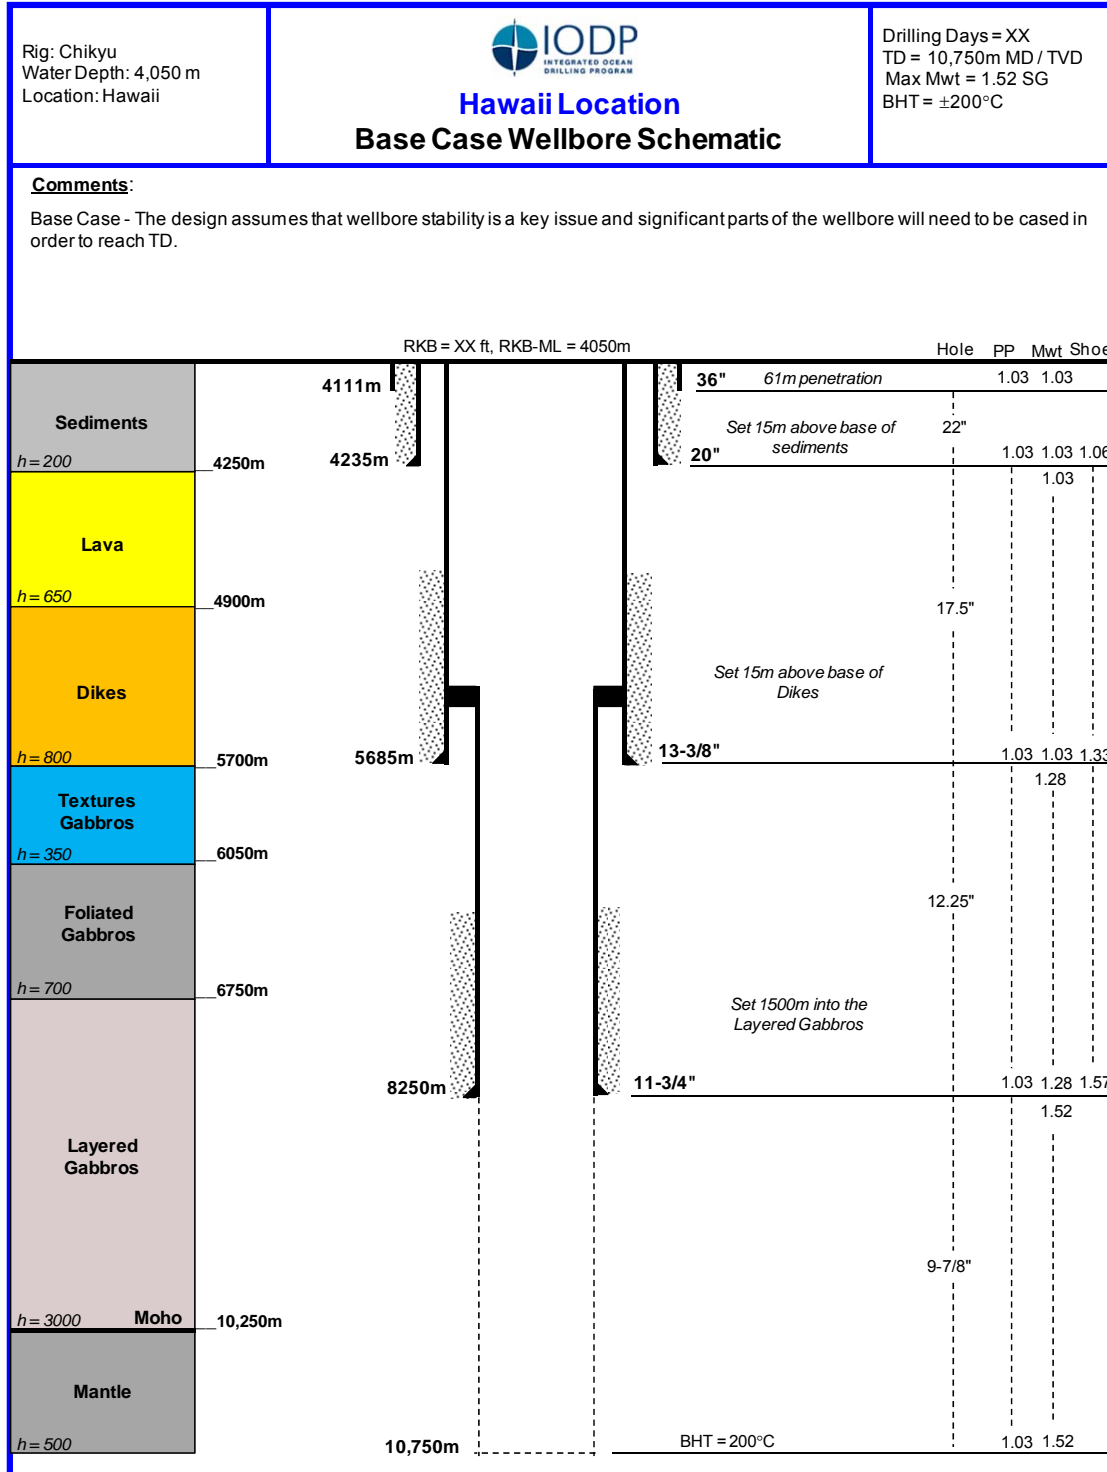 Rig: Chikyu
Water Depth: 4,050 m
Location: Hawaii
IODP
INTEGRATED OCEAN
DRILLING PROGRAM
Hawaii Location
Base Case Wellbore Schematic
Drilling Days = XX
TD = 10,750m MD / TVD
Max Mwt = 1.52 SG
BHT = ±200°C
Comments:
Base Case - The design assumes that wellbore stability is a key issue and significant parts of the wellbore will need to be cased in
order to reach TD.
RKB = XX ft, RKB-ML = 4050m
Hole PP Mwt Shoe
4111m 36" 61m penetration 1.03 1.03
Sediments
Set 15m above base of
sediments
22"
h = 200 4250m 4235m 20" 1.03 1.03 1.06
1.03
Lava
h = 650 4900m 17.5"
Set 15m above base of
Dikes
Dikes
h = 800 5700m 5685m 13-3/8" 1.03 1.03 1.33
1.28
Textures
Gabbros
h = 350 6050m
12.25"
Foliated
Gabbros
h = 700 6750m
Set 1500m into the
Layered Gabbros
8250m 11-3/4" 1.03 1.28 1.57
1.52
Layered
Gabbros
9-7/8"
h = 3000 Moho 10,250m
Mantle
h = 500 10,750m BHT = 200°C 1.03 1.52